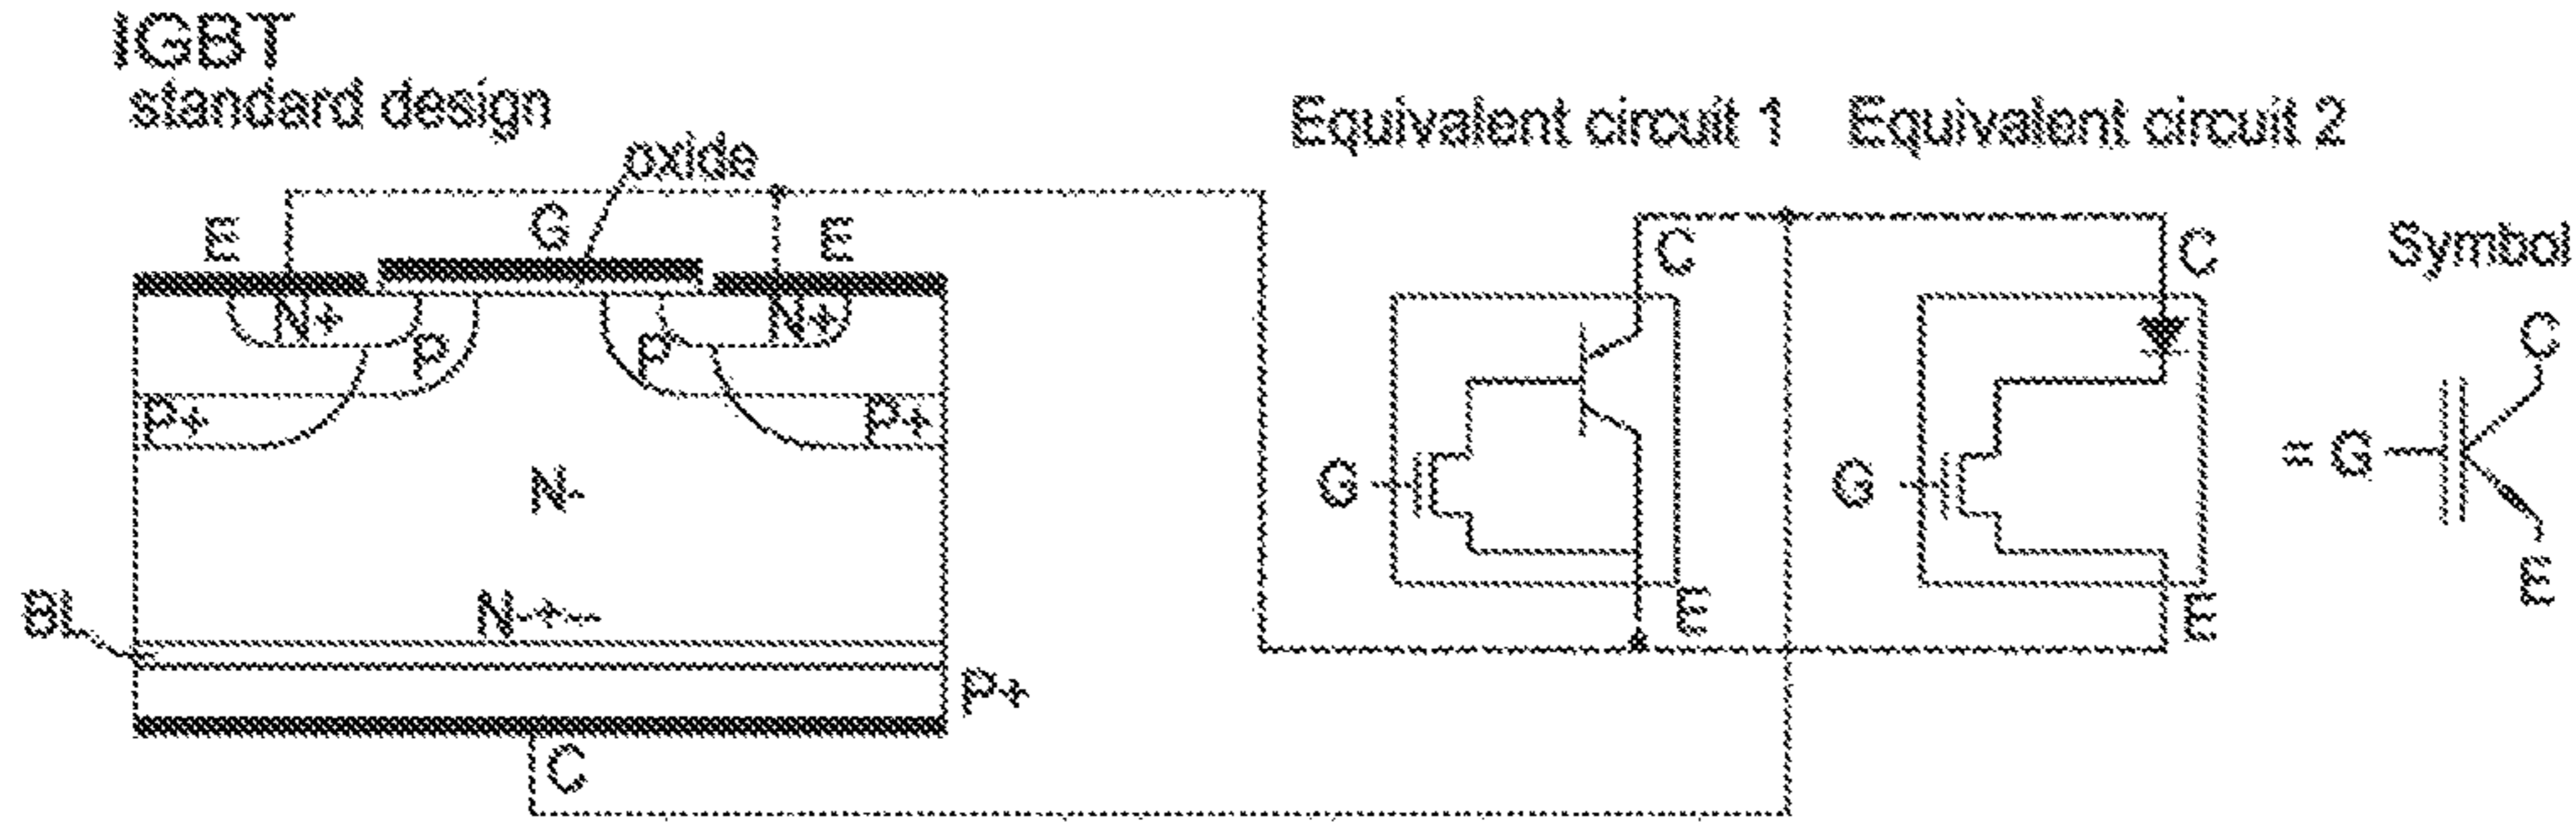 IGBT
standard design
oxide
Equivalent circuit 1
Equivalent circuit 2
E
G
E
C
C
Symbol
N+
N+
P
P
C
P+
P+
G
G
= G
N-
BL
N-+-
E
E
E
P+
C